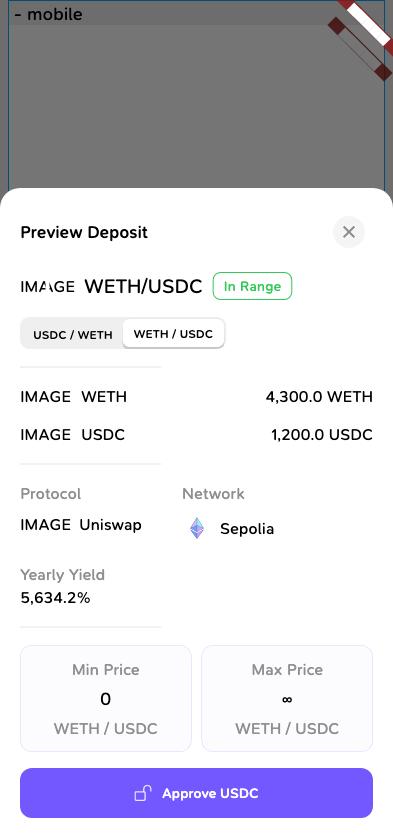 - mobile
Preview Deposit
IMAGE WETH/USDC In Range
USDC / WETH WETH / USDC
IMAGE WETH 4,300.0 WETH
IMAGE USDC 1,200.0 USDC
Protocol Network
IMAGE Uniswap Sepolia
Yearly Yield
5,634.2%
Min Price Max Price
0 ∞
WETH / USDC WETH / USDC
Approve USDC